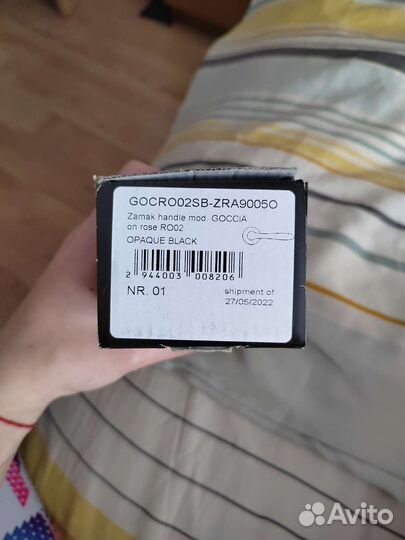 GOCRO02SB-ZRA9005O
Zamak handle mod. GOCCIA
on rose RO02
OPAQUE BLACK
2 944003 008206
NR. 01
shipment of
27/05/2022
Avito